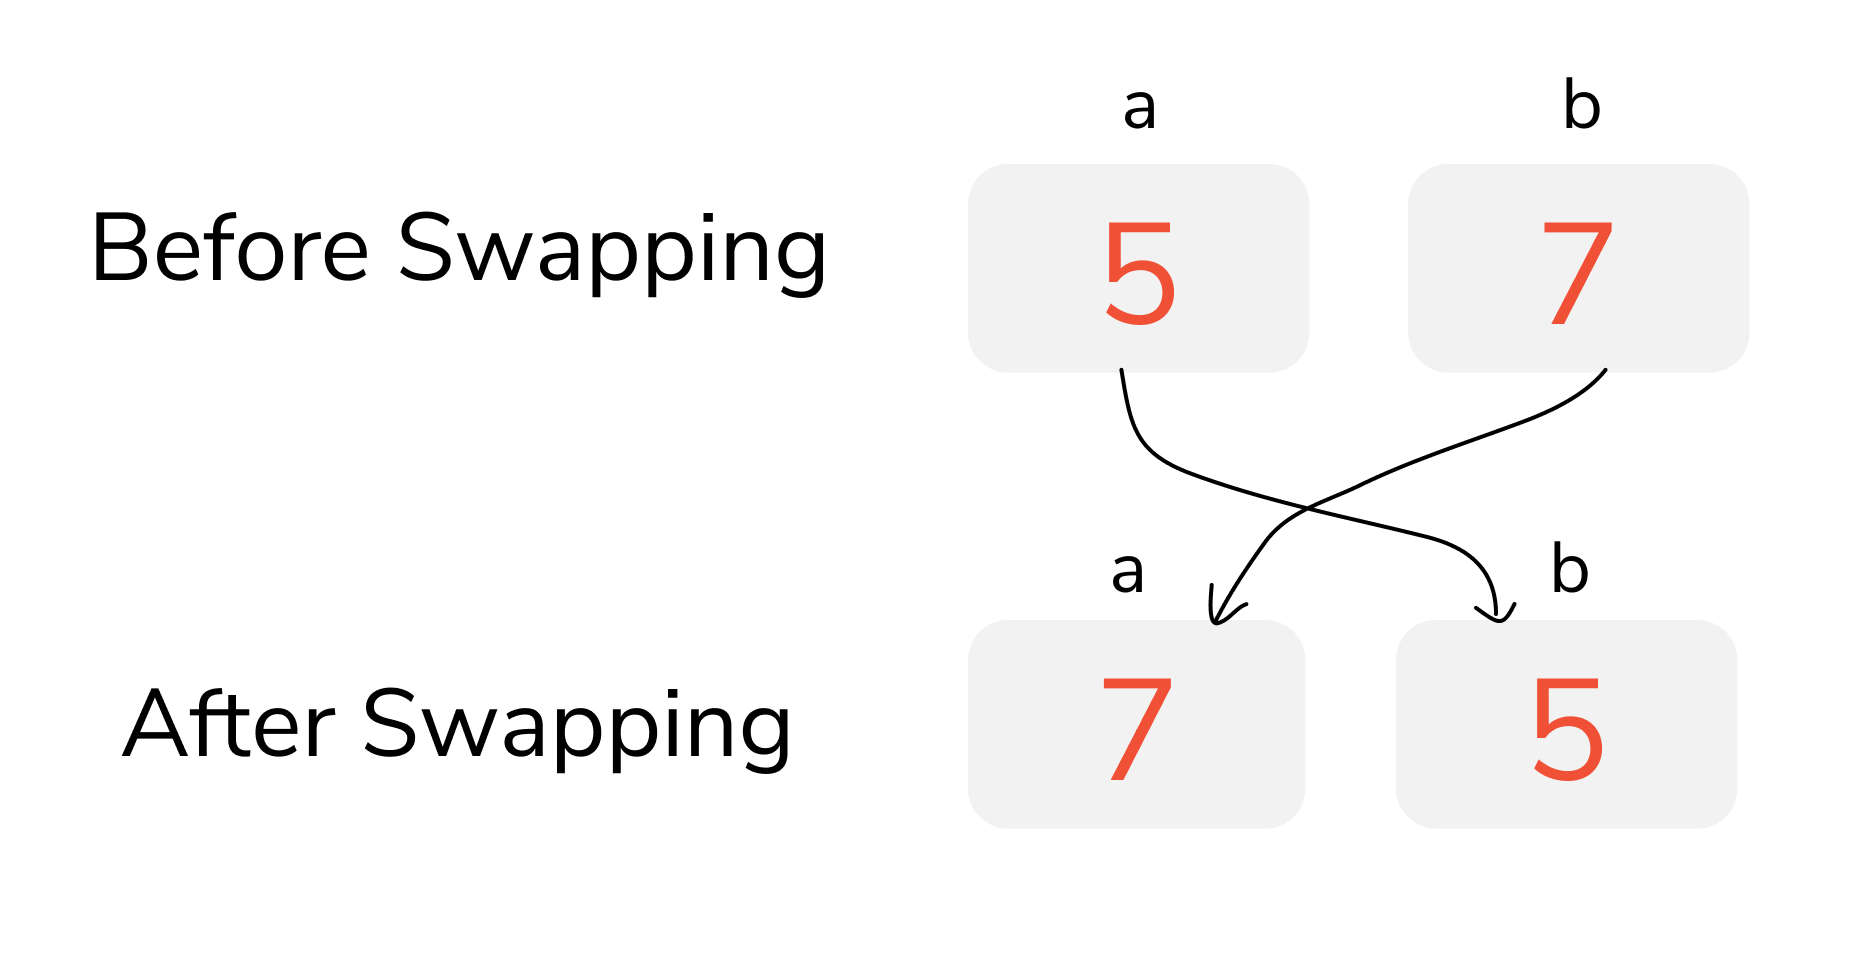 a b
Before Swapping 5 7
a b
After Swapping 7 5